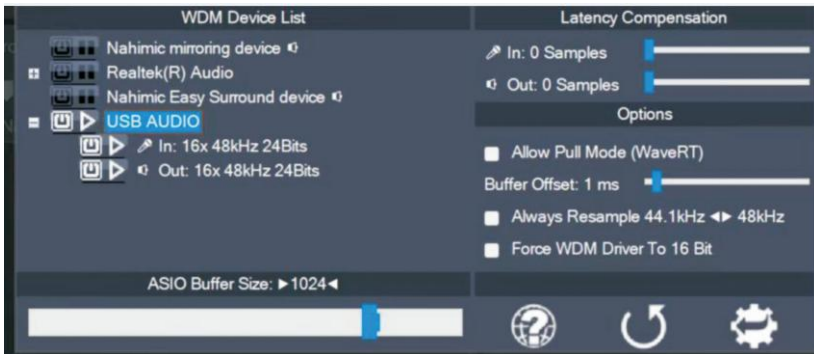 WDM Device List
Nahimic mirroring device
Realtek(R) Audio
Nahimic Easy Surround device
USB AUDIO
In: 16x 48kHz 24Bits
Out: 16x 48kHz 24Bits
ASIO Buffer Size: ▶1024◀
Latency Compensation
In: 0 Samples
Out: 0 Samples
Options
Allow Pull Mode (WaveRT)
Buffer Offset: 1 ms
Always Resample 44.1kHz ◀▶ 48kHz
Force WDM Driver To 16 Bit